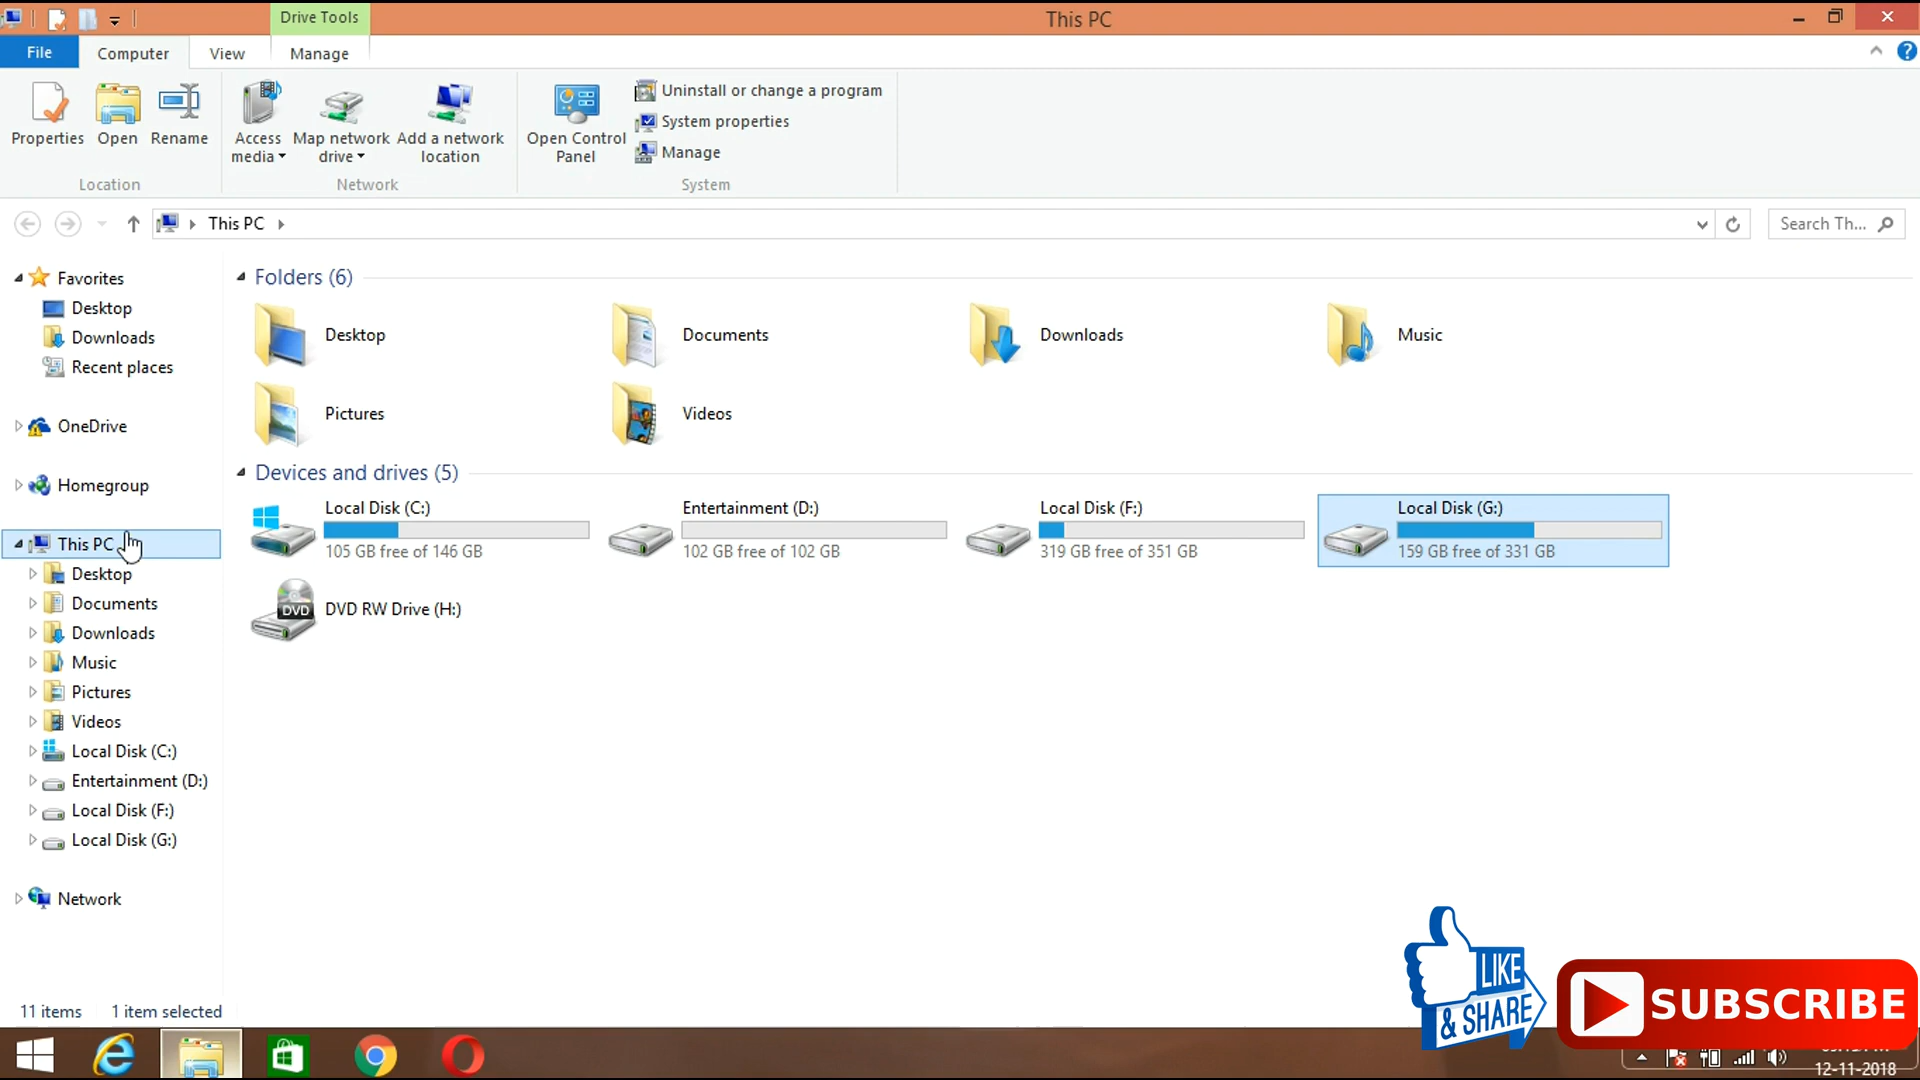 Drive Tools
This PC
File
Computer
View
Manage
Properties
Open
Rename
Access media
Map network drive
Add a network location
Open Control Panel
Uninstall or change a program
System properties
Manage
Location
Network
System
This PC
Search Th...
Favorites
Desktop
Downloads
Recent places
OneDrive
Homegroup
This PC
Desktop
Documents
Downloads
Music
Pictures
Videos
Local Disk (C:)
Entertainment (D:)
Local Disk (F:)
Local Disk (G:)
Network
Folders (6)
Desktop
Documents
Downloads
Music
Pictures
Videos
Devices and drives (5)
Local Disk (C:)
105 GB free of 146 GB
Entertainment (D:)
102 GB free of 102 GB
Local Disk (F:)
319 GB free of 351 GB
Local Disk (G:)
159 GB free of 331 GB
DVD
DVD RW Drive (H:)
LIKE
& SHARE
SUBSCRIBE
11 items
1 item selected
12-11-2018